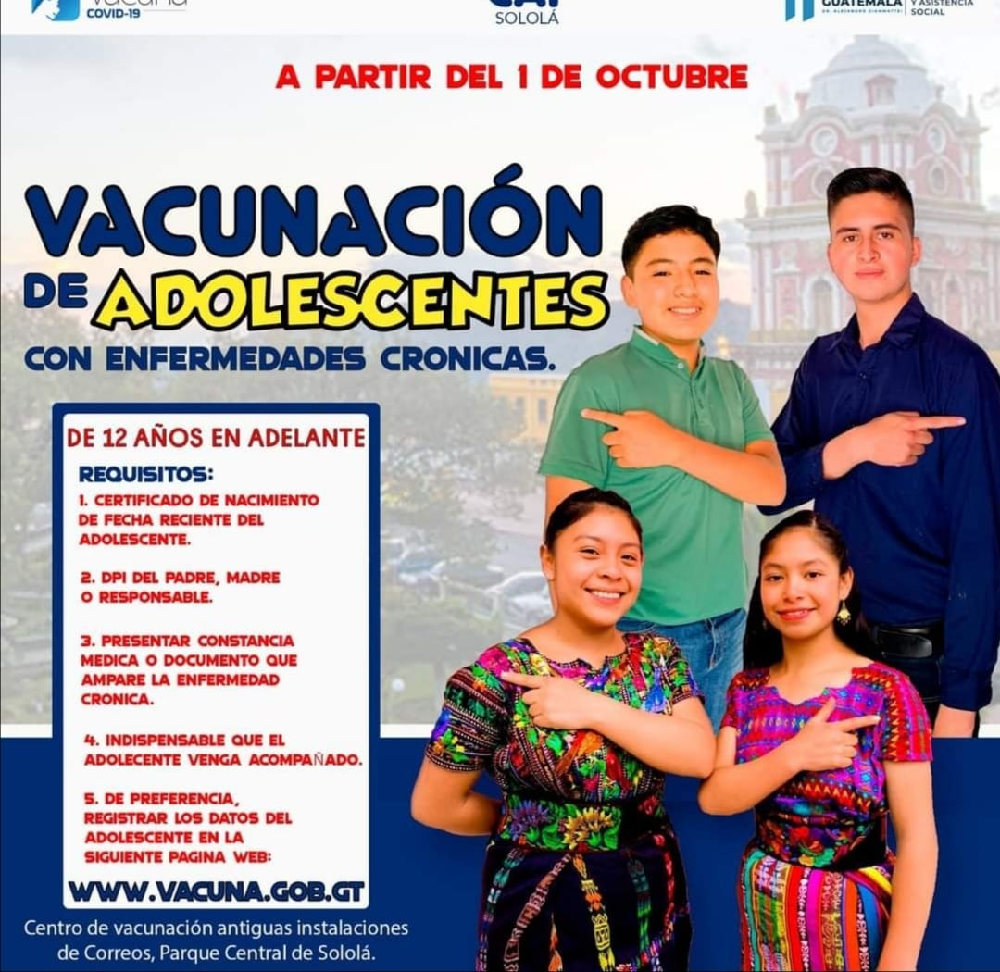 COVID-19
SOLOLÁ
GUATEMALA
DR. ALEJANDRO GIAMMATTEI
Y ASISTENCIA
SOCIAL
A PARTIR DEL 1 DE OCTUBRE
VACUNACIÓN
DE ADOLESCENTES
CON ENFERMEDADES CRONICAS.
DE 12 AÑOS EN ADELANTE
REQUISITOS:
1. CERTIFICADO DE NACIMIENTO
DE FECHA RECIENTE DEL
ADOLESCENTE.
2. DPI DEL PADRE, MADRE
O RESPONSABLE.
3. PRESENTAR CONSTANCIA
MEDICA O DOCUMENTO QUE
AMPARE LA ENFERMEDAD
CRONICA.
4. INDISPENSABLE QUE EL
ADOLECENTE VENGA ACOMPAÑADO.
5. DE PREFERENCIA,
REGISTRAR LOS DATOS DEL
ADOLESCENTE EN LA
SIGUIENTE PAGINA WEB:
WWW.VACUNA.GOB.GT
Centro de vacunación antiguas instalaciones
de Correos, Parque Central de Sololá.